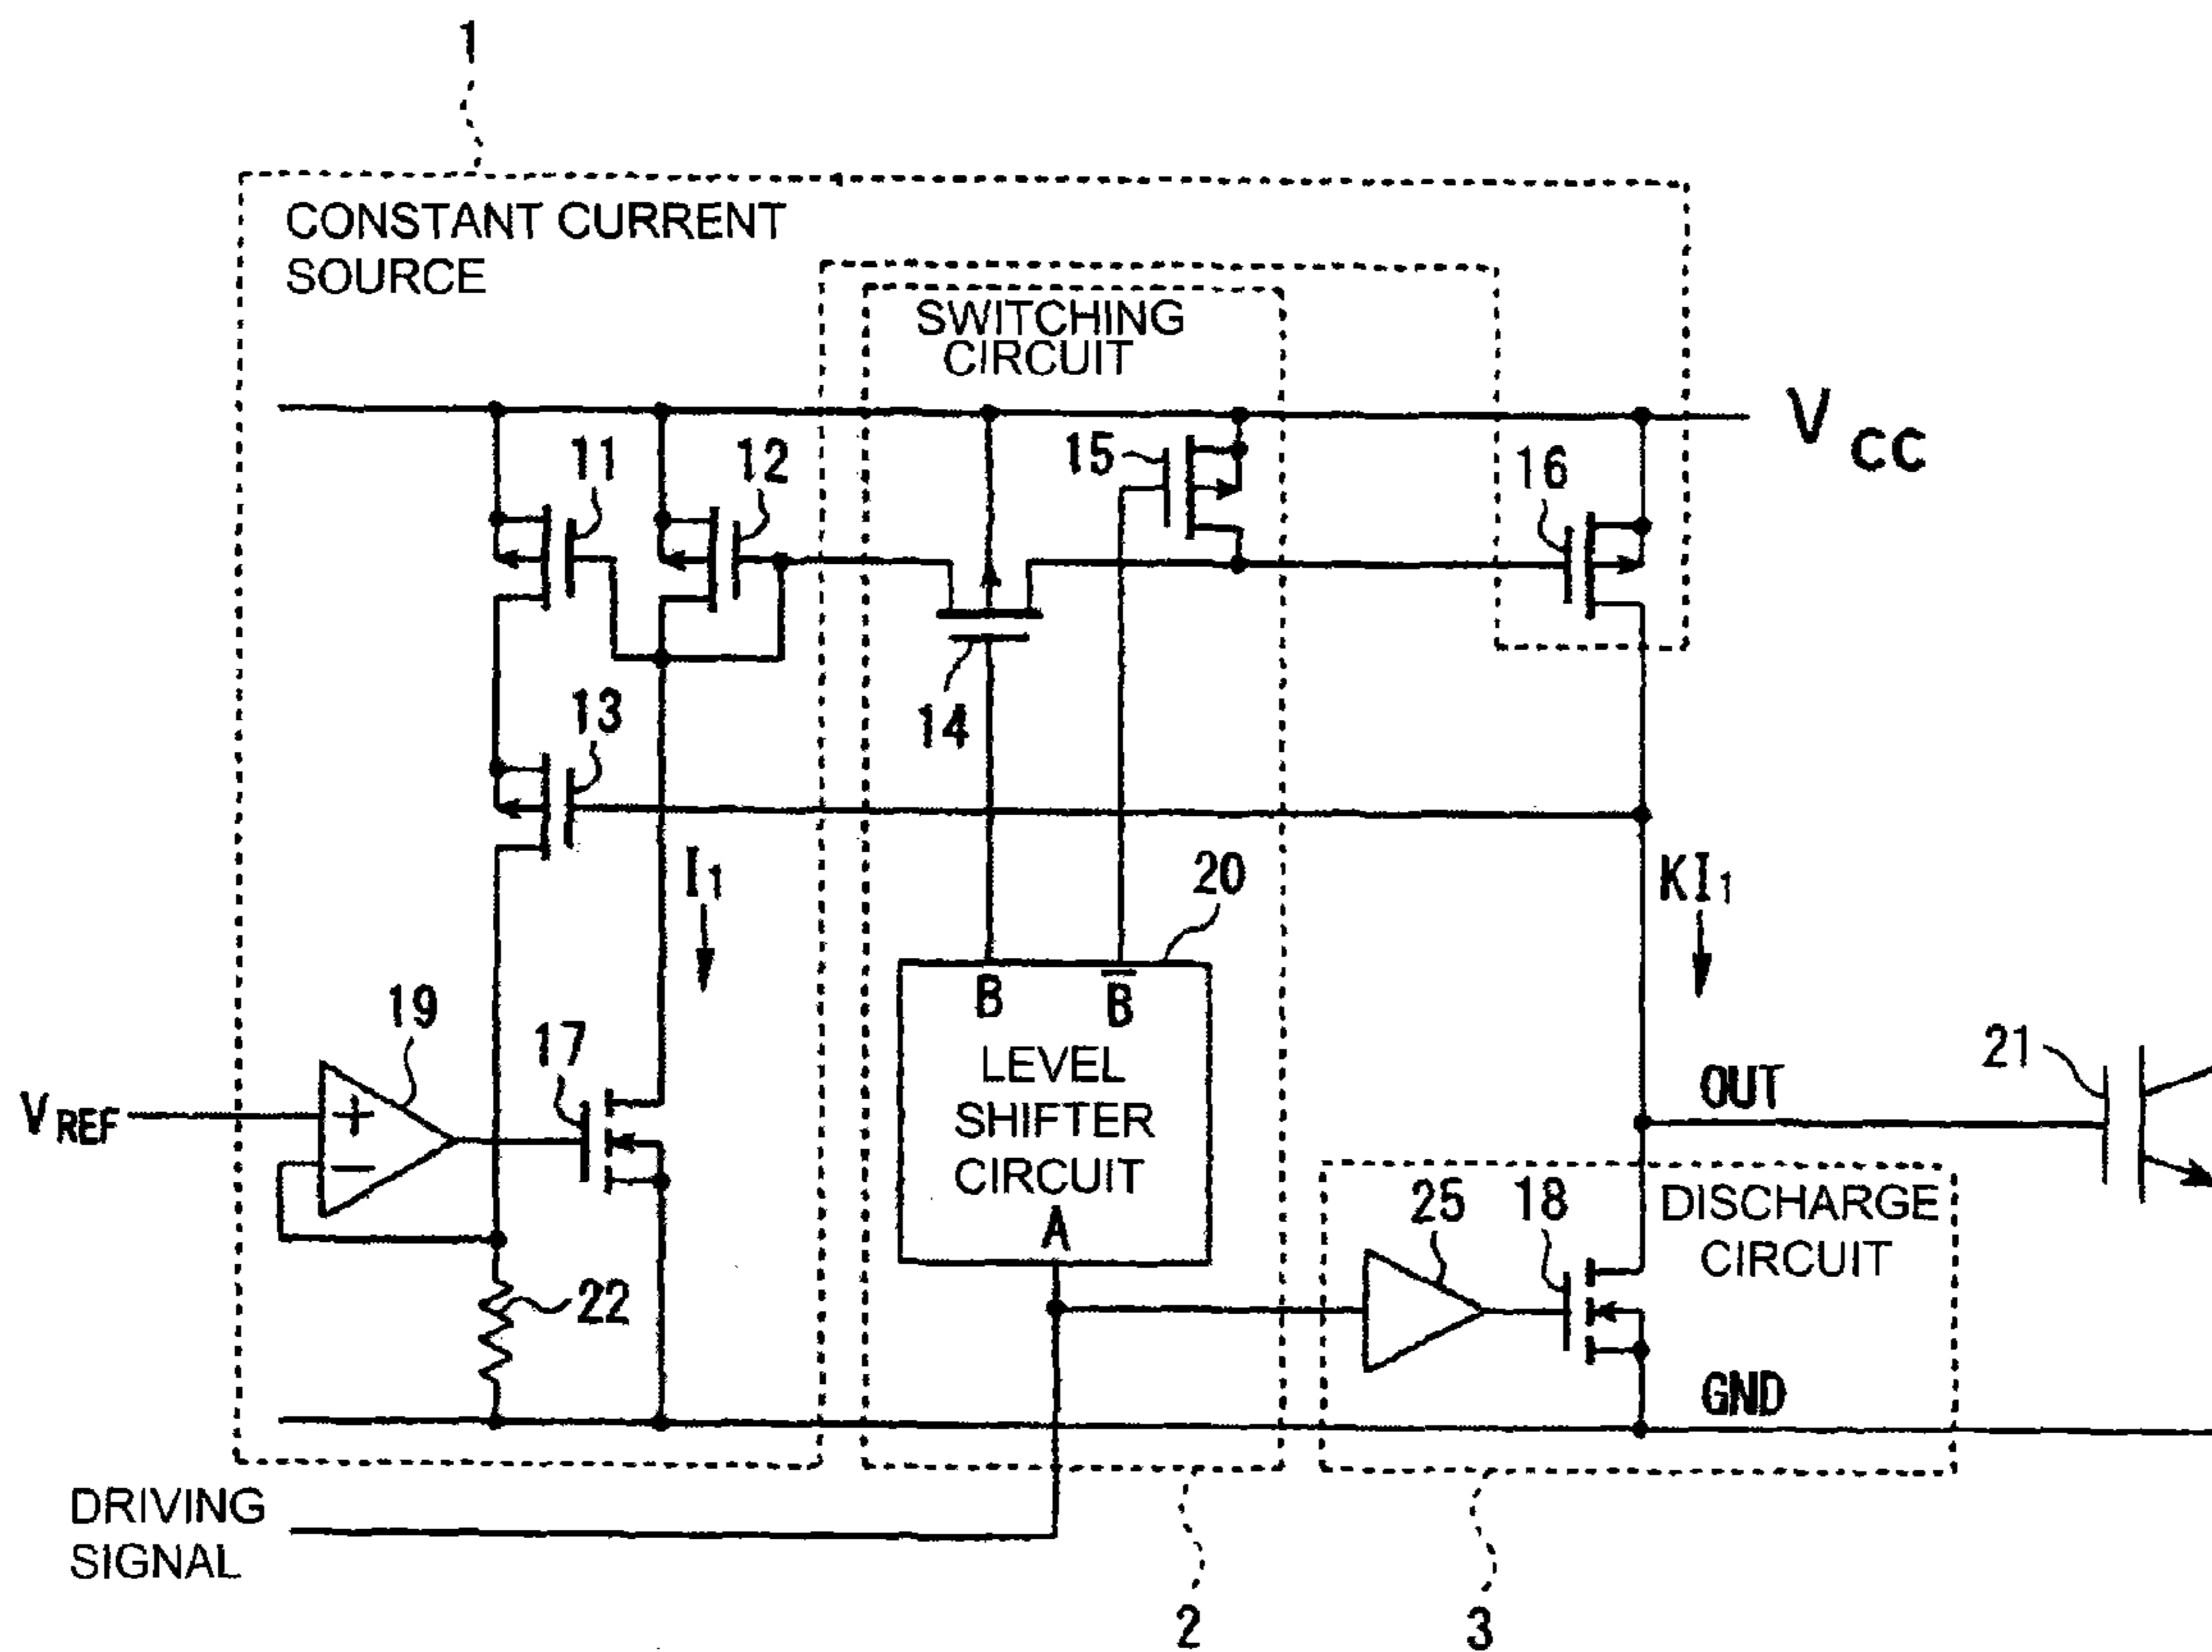 1
CONSTANT CURRENT
SOURCE
SWITCHING
CIRCUIT
VCC
11
12
15
16
14
13
I1
KI1
20
B
B̅
LEVEL
SHIFTER
CIRCUIT
A
19
17
VREF
+
−
OUT
21
25
18
DISCHARGE
CIRCUIT
22
GND
DRIVING
SIGNAL
2
3